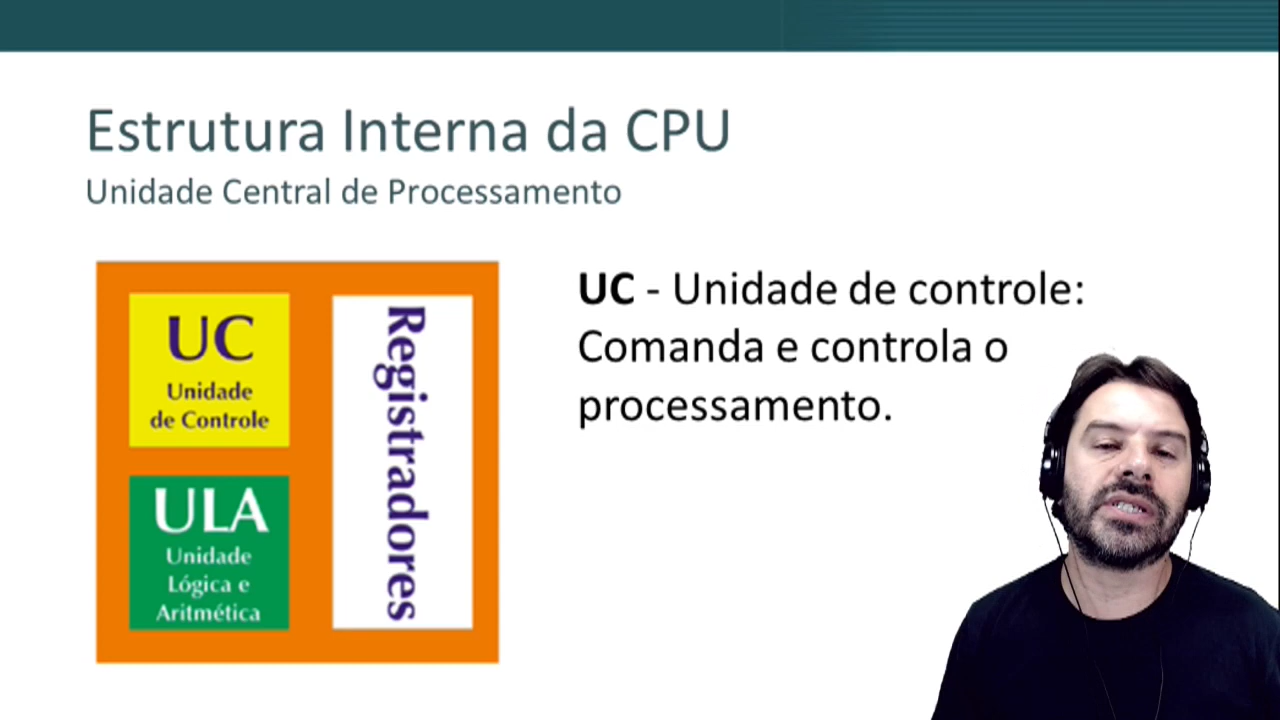 Estrutura Interna da CPU
Unidade Central de Processamento
UC
Unidade
de Controle
ULA
Unidade
Lógica e
Aritmética
Registradores
UC - Unidade de controle:
Comanda e controla o
processamento.